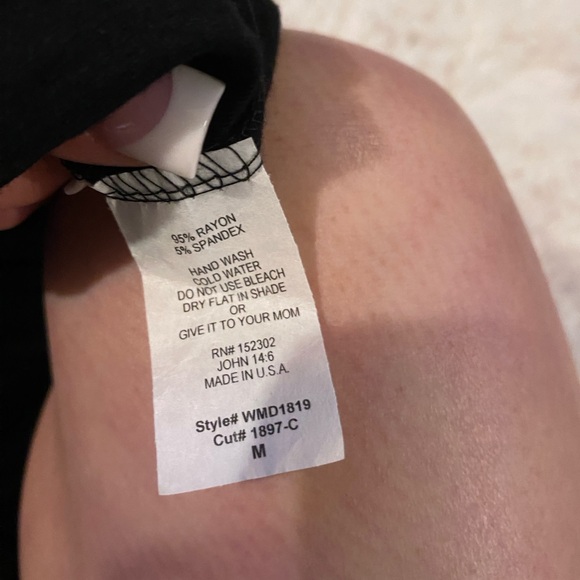 95% RAYON
5% SPANDEX
HAND WASH
COLD WATER
DO NOT USE BLEACH
DRY FLAT IN SHADE
OR
GIVE IT TO YOUR MOM
RN# 152302
JOHN 14:6
MADE IN U.S.A.
Style# WMD1819
Cut# 1897-C
M